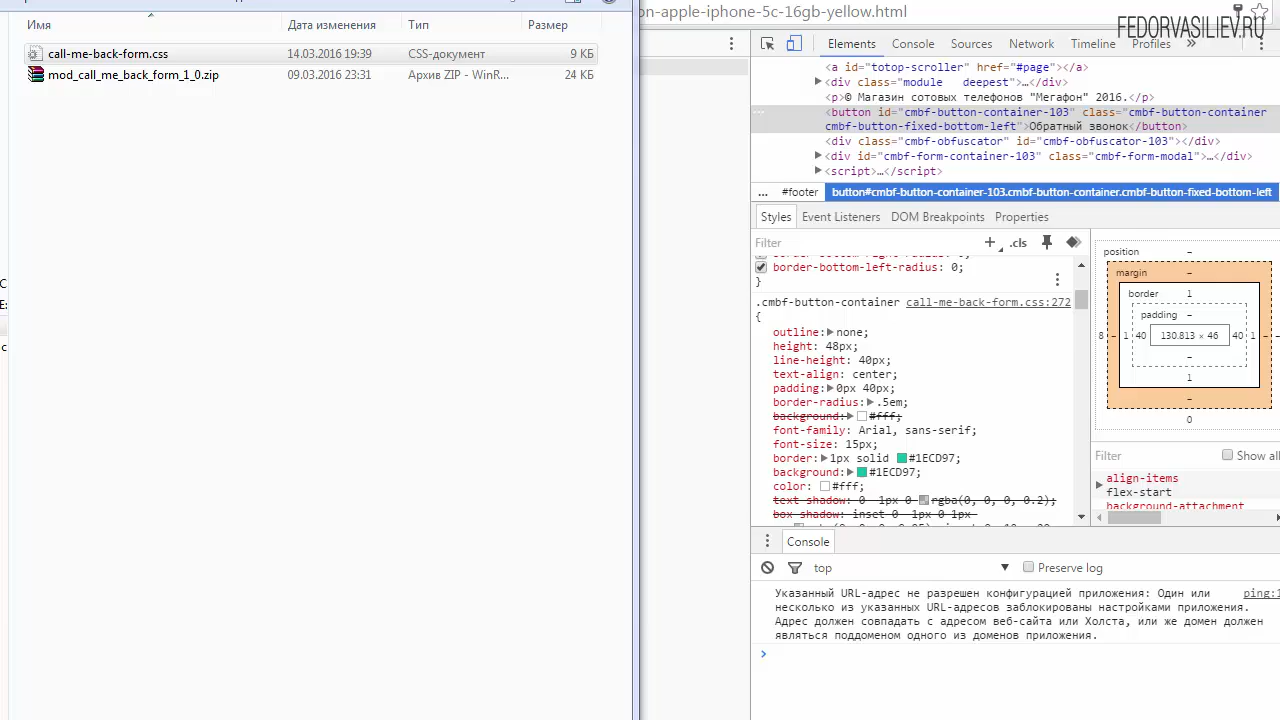 on-apple-iphone-5c-16gb-yellow.html
FEDORVASILIEV.RU
Имя
Дата изменения
Тип
Размер
call-me-back-form.css
14.03.2016 19:39
CSS-документ
9 КБ
mod_call_me_back_form_1_0.zip
09.03.2016 23:31
Архив ZIP - WinR...
24 КБ
Elements
Console
Sources
Network
Timeline
Profiles
<a id="totop-scroller" href="#page"></a>
<div class="module   deepest">…</div>
<p>© Магазин сотовых телефонов "Мегафон" 2016.</p>
<button id="cmbf-button-container-103" class="cmbf-button-container
cmbf-button-fixed-bottom-left">Обратный звонок</button>
<div class="cmbf-obfuscator" id="cmbf-obfuscator-103"></div>
<div id="cmbf-form-container-103" class="cmbf-form-modal">…</div>
<script>…</script>
...
#footer
button#cmbf-button-container-103.cmbf-button-container.cmbf-button-fixed-bottom-left
Styles
Event Listeners
DOM Breakpoints
Properties
Filter
.cls
border-bottom-left-radius: 0;
}
.cmbf-button-container
call-me-back-form.css:272
{
outline: none;
height: 48px;
line-height: 40px;
text-align: center;
padding: 0px 40px;
border-radius: .5em;
background: #fff;
font-family: Arial, sans-serif;
font-size: 15px;
border: 1px solid #1ECD97;
background: #1ECD97;
color: #fff;
text-shadow: 0 -1px 0 rgba(0, 0, 0, 0.2);
box-shadow: inset 0 -1px 0 1px
position
–
margin
–
border
1
padding
–
8
–
1
40
130.813 × 46
40
1
–
–
–
1
–
0
Filter
Show all
align-items
flex-start
background-attachment
Console
top
Preserve log
Указанный URL-адрес не разрешен конфигурацией приложения: Один или
ping:1
несколько из указанных URL-адресов заблокированы настройками приложения.
Адрес должен совпадать с адресом веб-сайта или Холста, или же домен должен
являться поддоменом одного из доменов приложения.